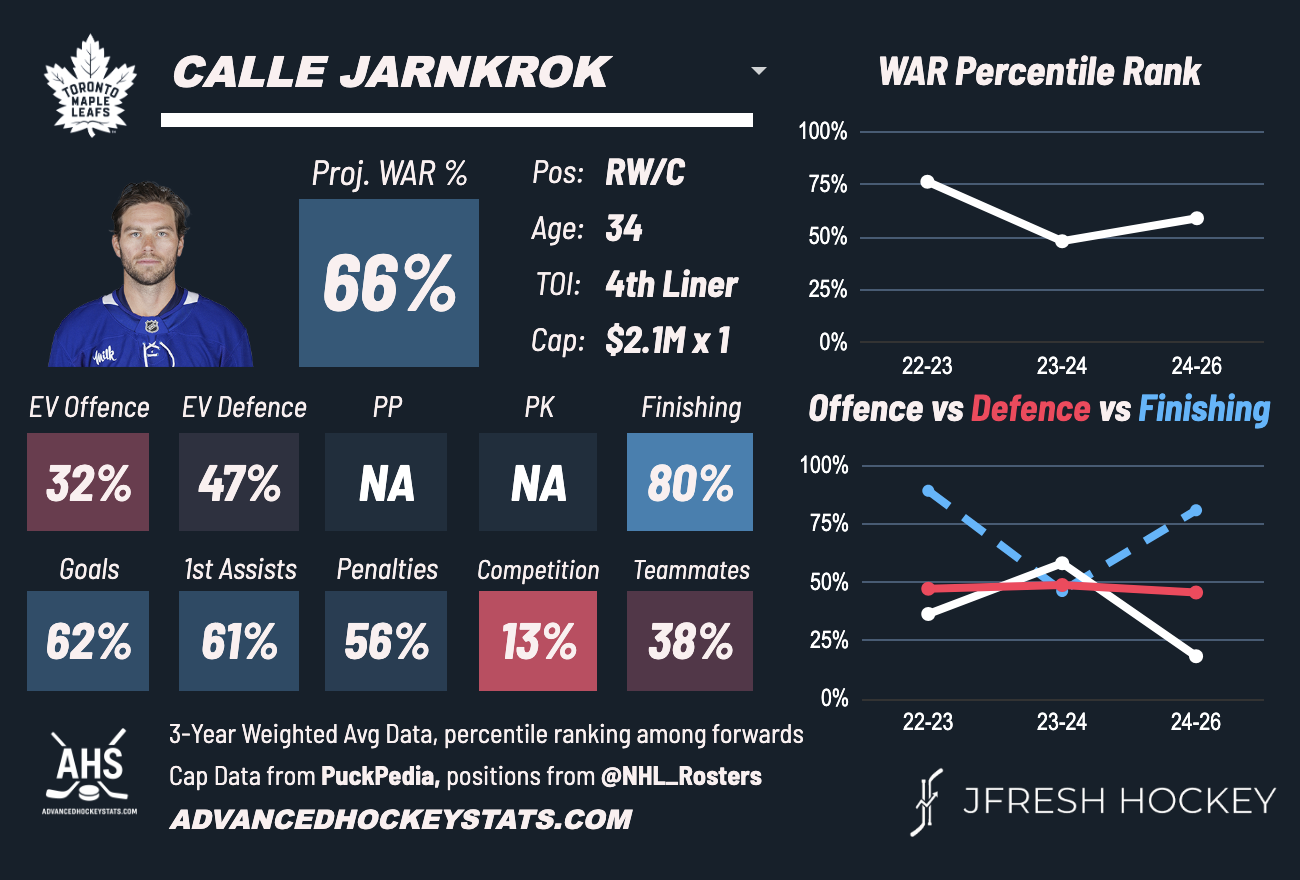 TORONTO
MAPLE
LEAFS
CALLE JARNKROK
WAR Percentile Rank
Proj. WAR %
66%
Pos: RW/C
Age: 34
TOI: 4th Liner
Cap: $2.1M x 1
milk
100%
75%
50%
25%
0%
22-23 23-24 24-26
EV Offence EV Defence PP PK Finishing
32% 47% NA NA 80%
Goals 1st Assists Penalties Competition Teammates
62% 61% 56% 13% 38%
Offence vs Defence vs Finishing
100%
75%
50%
25%
0%
22-23 23-24 24-26
AHS
ADVANCEDHOCKEYSTATS.COM
3-Year Weighted Avg Data, percentile ranking among forwards
Cap Data from PuckPedia, positions from @NHL_Rosters
ADVANCEDHOCKEYSTATS.COM
JFRESH HOCKEY